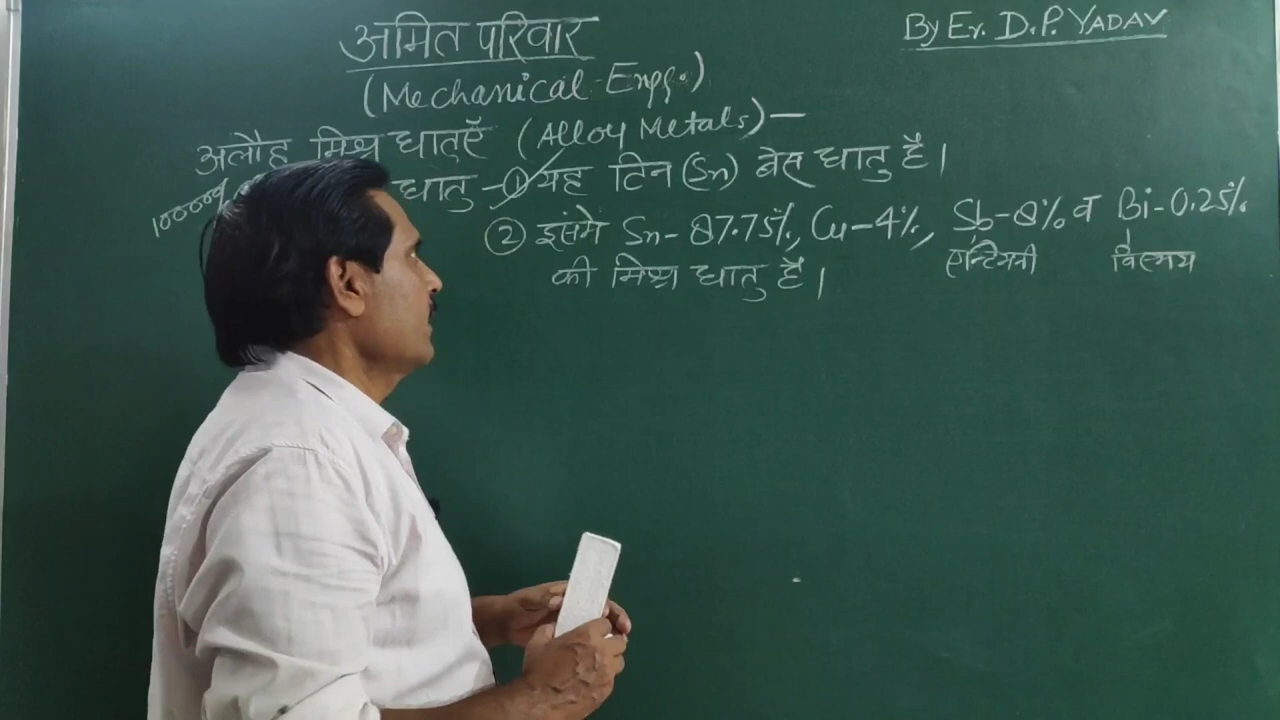 अमित परिवार
By Er. D.P. YADAV
(Mechanical Engg.)
अलौह मिश्र धातुएँ (Alloy Metals)—
धातु - ① यह टिन (Sn) बेस धातु है।
② इसमें Sn-87.75%, Cu-4%, Sb-8% व Bi-0.25%
एन्टिमनी विस्मथ
की मिश्र धातु है।